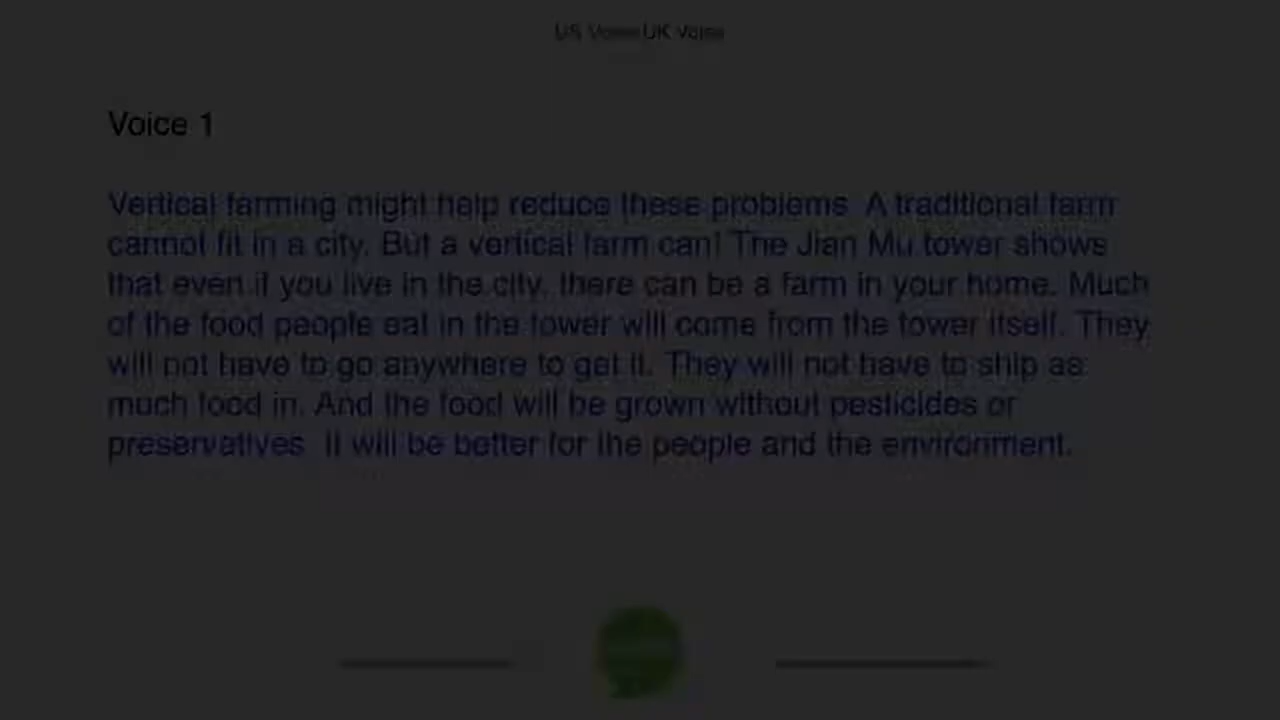 US Voice UK Voice
Voice 1
Vertical farming might help reduce these problems. A traditional farm
cannot fit in a city. But a vertical farm can! The Jian Mu tower shows
that even if you live in the city, there can be a farm in your home. Much
of the food people eat in the tower will come from the tower itself. They
will not have to go anywhere to get it. They will not have to ship as
much food in. And the food will be grown without pesticides or
preservatives. It will be better for the people and the environment.